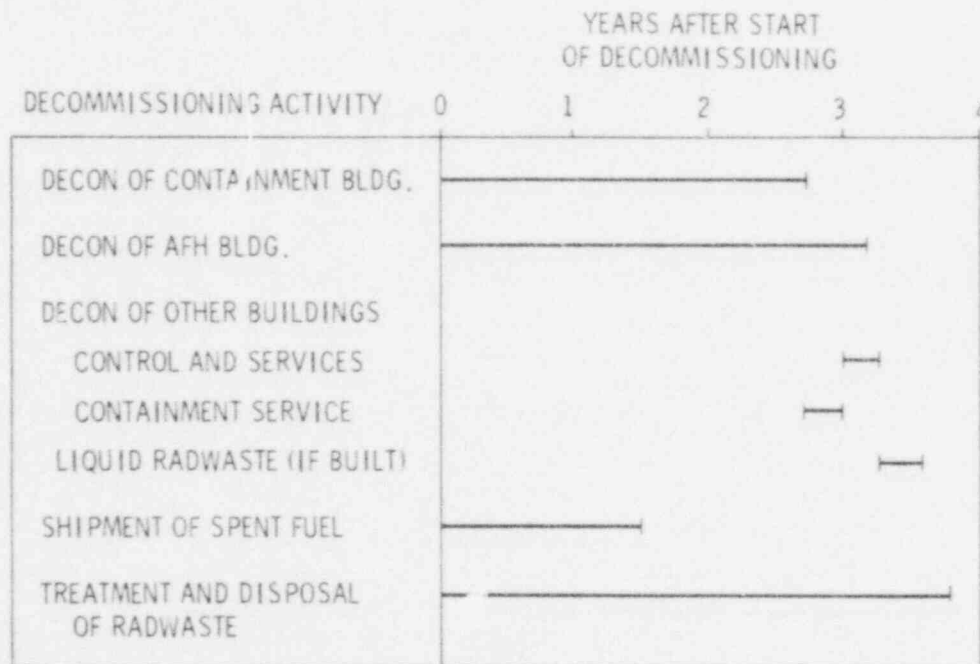 YEARS AFTER START
OF DECOMMISSIONING
DECOMMISSIONING ACTIVITY 0 1 2 3
DECON OF CONTAINMENT BLDG.
DECON OF AFH BLDG.
DECON OF OTHER BUILDINGS
CONTROL AND SERVICES
CONTAINMENT SERVICE
LIQUID RADWASTE (IF BUILT)
SHIPMENT OF SPENT FUEL
TREATMENT AND DISPOSAL
OF RADWASTE